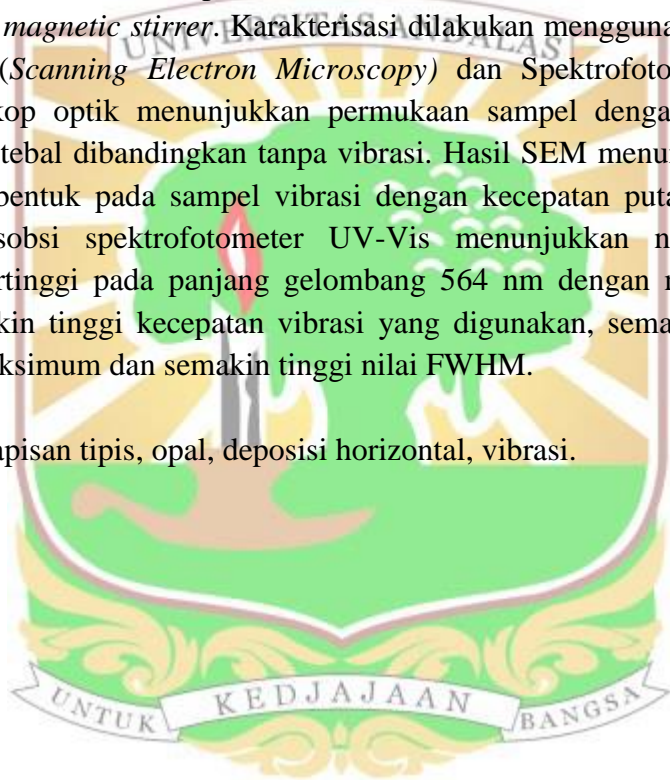 magnetic stirrer. Karakterisasi dilakukan mengguna
UNIVERSITAS ANDALAS
(Scanning Electron Microscopy) dan Spektrofoto
kop optik menunjukkan permukaan sampel denga
tebal dibandingkan tanpa vibrasi. Hasil SEM menu
bentuk pada sampel vibrasi dengan kecepatan puta
sobsi spektrofotometer UV-Vis menunjukkan n
rtinggi pada panjang gelombang 564 nm dengan
kin tinggi kecepatan vibrasi yang digunakan, sema
ksimum dan semakin tinggi nilai FWHM.
apisan tipis, opal, deposisi horizontal, vibrasi.
UNTUK KEDJAJAAN BANGSA